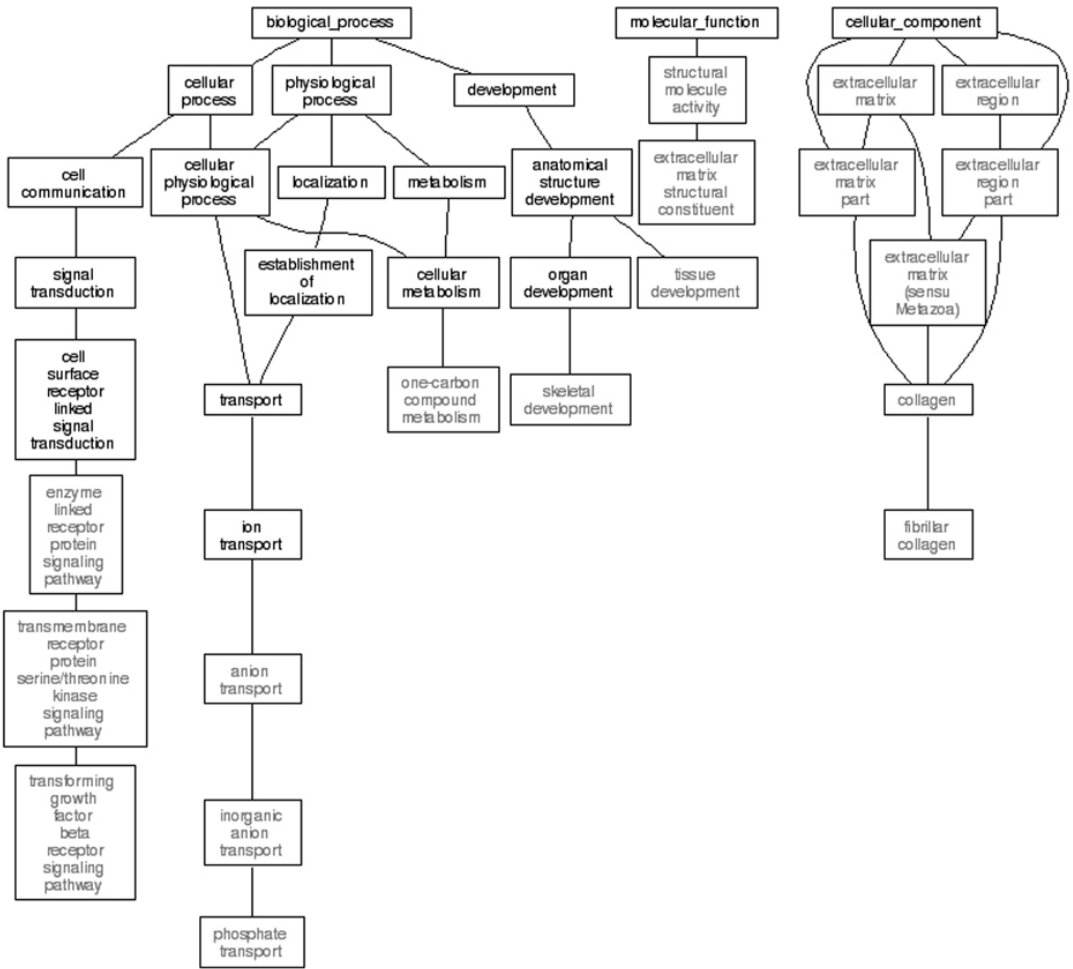 biological_process
molecular_function
cellular_component
cellular
process
physiological
process
development
structural
molecule
activity
extracellular
matrix
extracellular
region
cell
communication
cellular
physiological
process
localization
metabolism
anatomical
structure
development
extracellular
matrix
structural
constituent
extracellular
matrix
part
extracellular
region
part
signal
transduction
establishment
of
localization
cellular
metabolism
organ
development
tissue
development
extracellular
matrix
(sensu
Metazoa)
cell
surface
receptor
linked
signal
transduction
transport
one-carbon
compound
metabolism
skeletal
development
collagen
enzyme
linked
receptor
protein
signaling
pathway
ion
transport
fibrillar
collagen
transmembrane
receptor
protein
serine/threonine
kinase
signaling
pathway
anion
transport
transforming
growth
factor
beta
receptor
signaling
pathway
inorganic
anion
transport
phosphate
transport